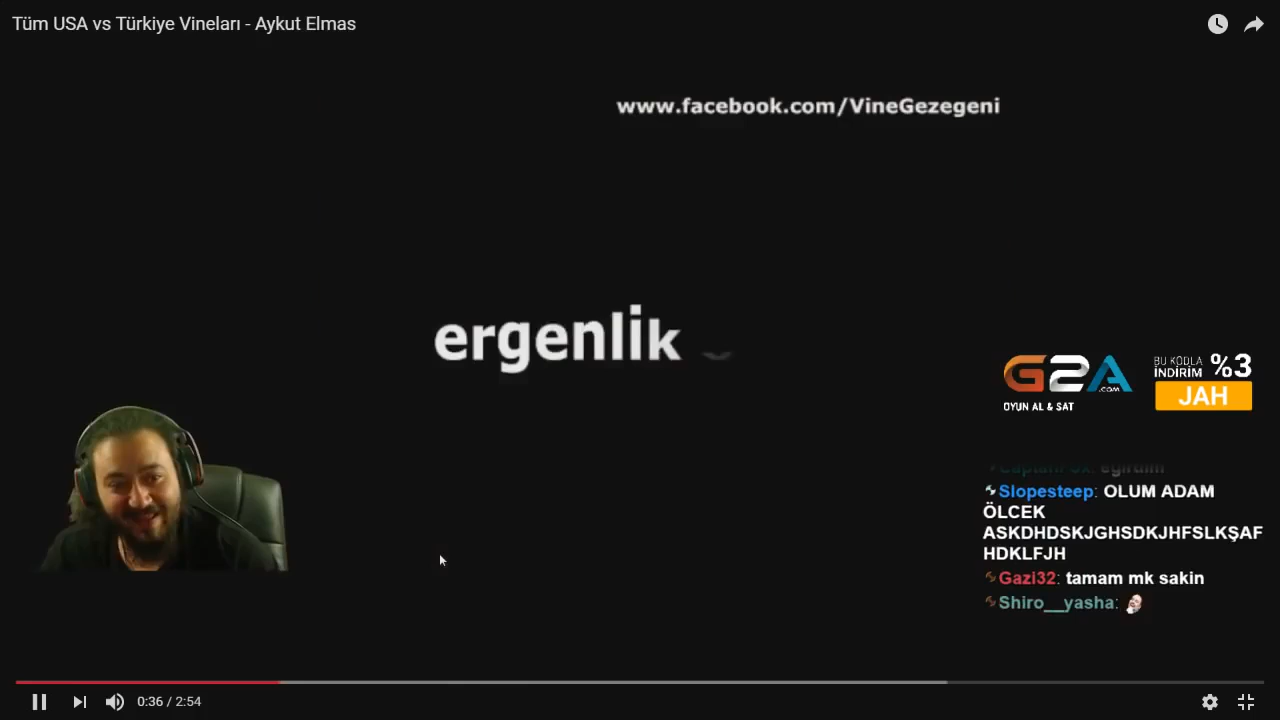 Tüm USA vs Türkiye Vineları - Aykut Elmas
www.facebook.com/VineGezegeni
ergenlik
G2A
.COM
OYUN AL & SAT
BU KODLA
İNDİRİM %3
JAH
Slopesteep: OLUM ADAM
ÖLCEK
ASKDHDSKJGHSDKJHFSLKŞAF
HDKLFJH
Gazi32: tamam mk sakin
Shiro__yasha:
0:36 / 2:54